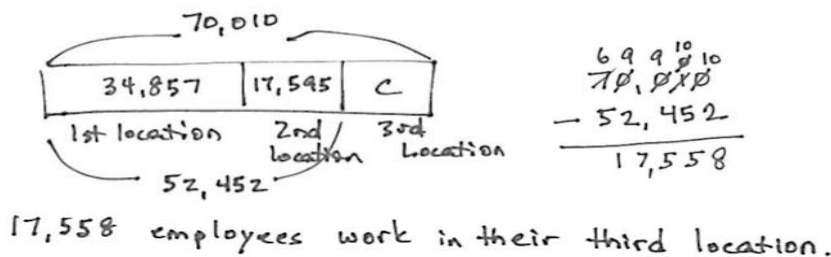 70,010
34,857 17,595 C
1st location 2nd location 3rd Location
52,452
6 9 9 10 10
70,010
- 52,452
17,558
17,558 employees work in their third location.